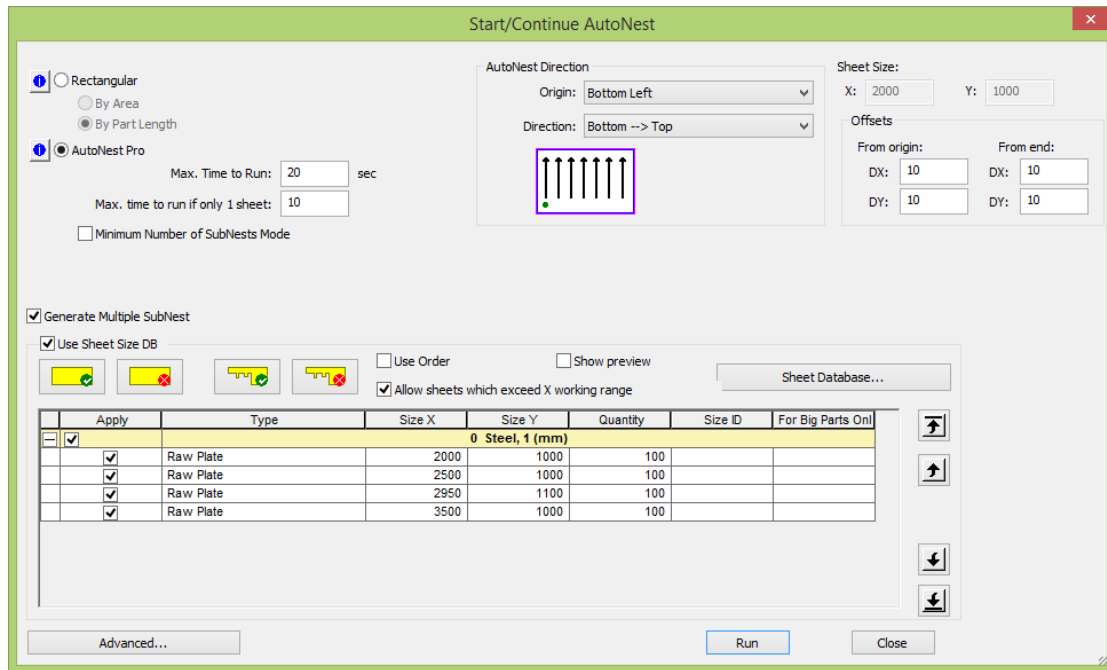 Start/Continue AutoNest
Rectangular
By Area
By Part Length
AutoNest Pro
Max. Time to Run: 20 sec
Max. time to run if only 1 sheet: 10
Minimum Number of SubNests Mode
AutoNest Direction
Origin: Bottom Left
Direction: Bottom --> Top
Sheet Size:
X: 2000 Y: 1000
Offsets
From origin: From end:
DX: 10 DX: 10
DY: 10 DY: 10
Generate Multiple SubNest
Use Sheet Size DB
Use Order Show preview
Allow sheets which exceed X working range
Sheet Database...
Apply Type Size X Size Y Quantity Size ID For Big Parts Onl
0 Steel, 1 (mm)
Raw Plate 2000 1000 100
Raw Plate 2500 1000 100
Raw Plate 2950 1100 100
Raw Plate 3500 1000 100
Advanced... Run Close